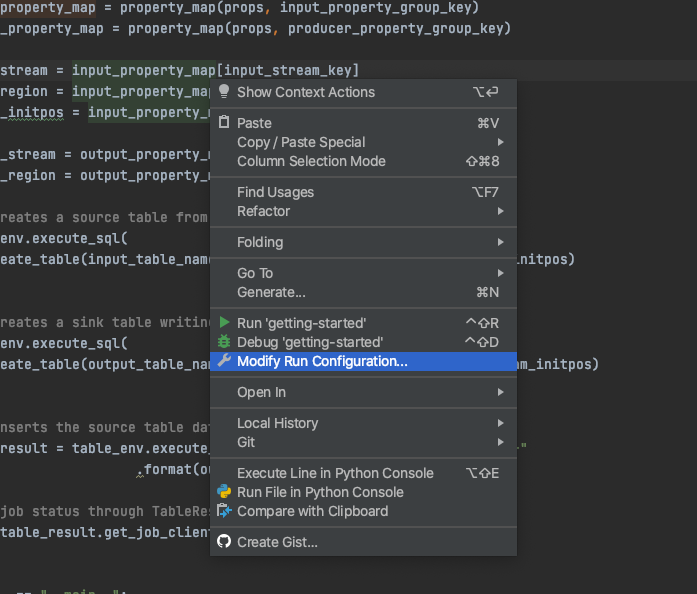 property_map = property_map(props, input_property_group_key)
_property_map = property_map(props, producer_property_group_key)
stream = input_property_map[input_stream_key]
region = input_property_map
_initpos = input_property_
_stream = output_property_
_region = output_property_
reates a source table from
env.execute_sql(
eate_table(input_table_nam
initpos)
reates a sink table writing
env.execute_sql(
eate_table(output_table_na
am_initpos)
nserts the source table da
result = table_env.execute_
"
.format(ou
job status through TableRes
table_result.get_job_client
Show Context Actions ⌥⏎
Paste ⌘V
Copy / Paste Special
Column Selection Mode ⇧⌘8
Find Usages ⌥F7
Refactor
Folding
Go To
Generate... ⌘N
Run 'getting-started' ^⇧R
Debug 'getting-started' ^⇧D
Modify Run Configuration...
Open In
Local History
Git
Execute Line in Python Console ⌥⇧E
Run File in Python Console
Compare with Clipboard
Create Gist...